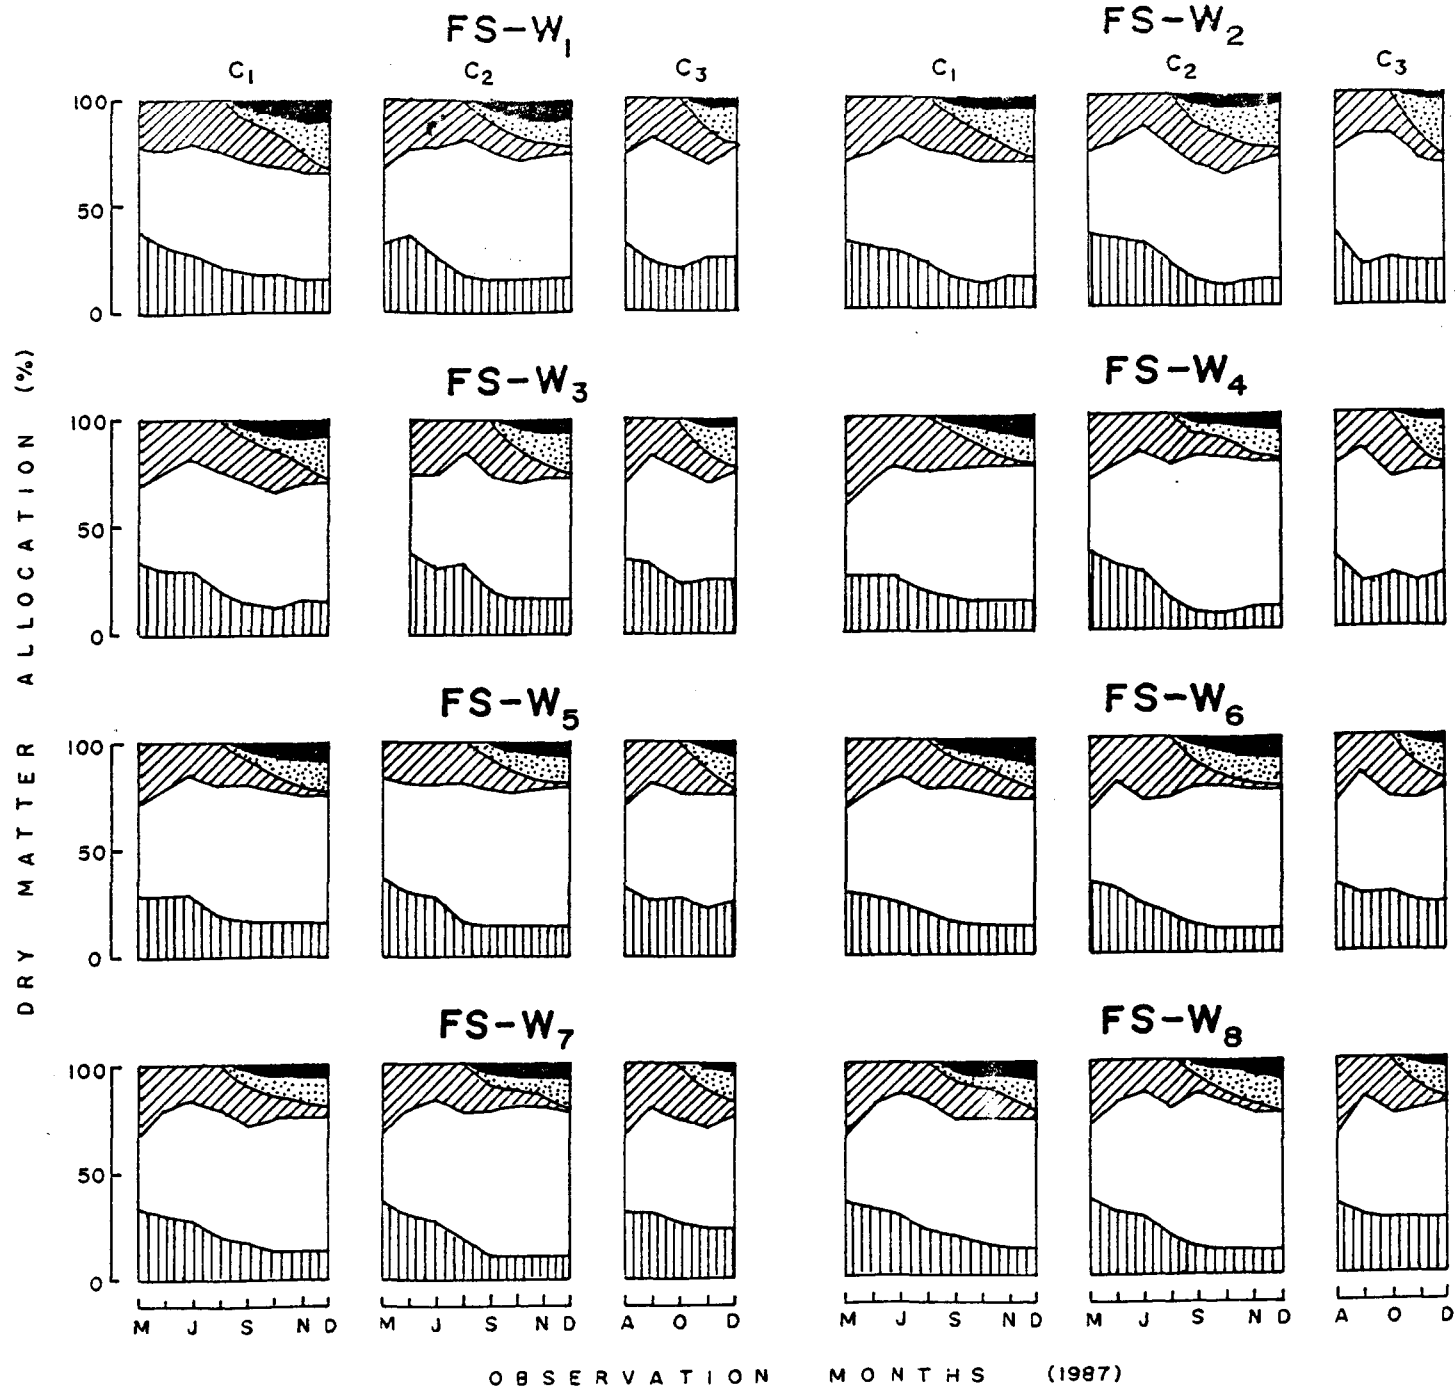 FS-W1
FS-W2
C1 C2 C3 C1 C2 C3
100
50
0
FS-W3
FS-W4
100
50
0
FS-W5
FS-W6
100
50
0
FS-W7
FS-W8
100
50
0
M J S N D M J S N D A O D M J S N D M J S N D A O D
DRY MATTER ALLOCATION (%)
OBSERVATION MONTHS (1987)